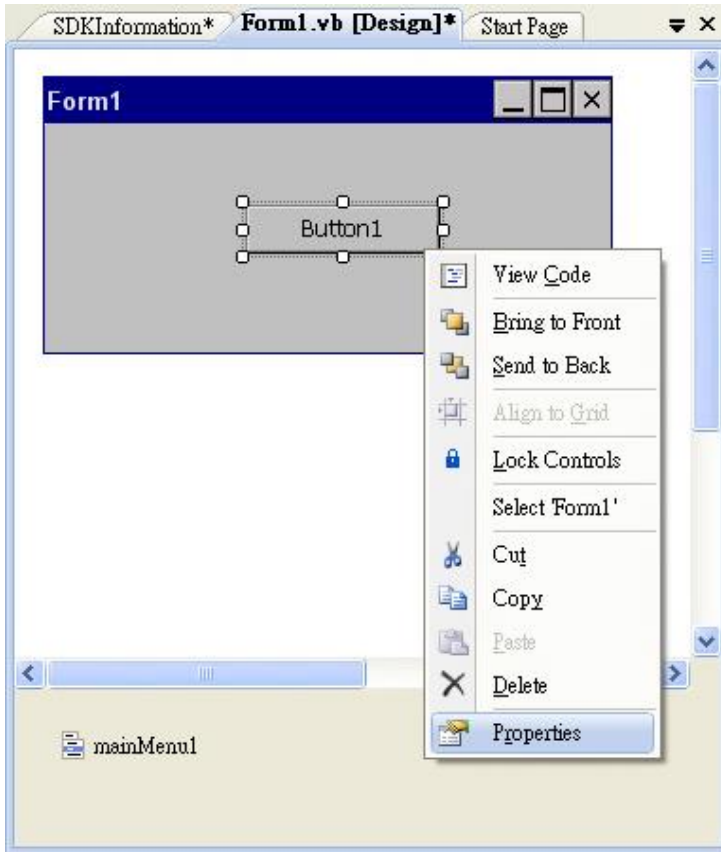 SDKInformation* Form1.vb [Design]* Start Page
Form1
Button1
View Code
Bring to Front
Send to Back
Align to Grid
Lock Controls
Select 'Form1'
Cut
Copy
Paste
Delete
Properties
mainMenu1